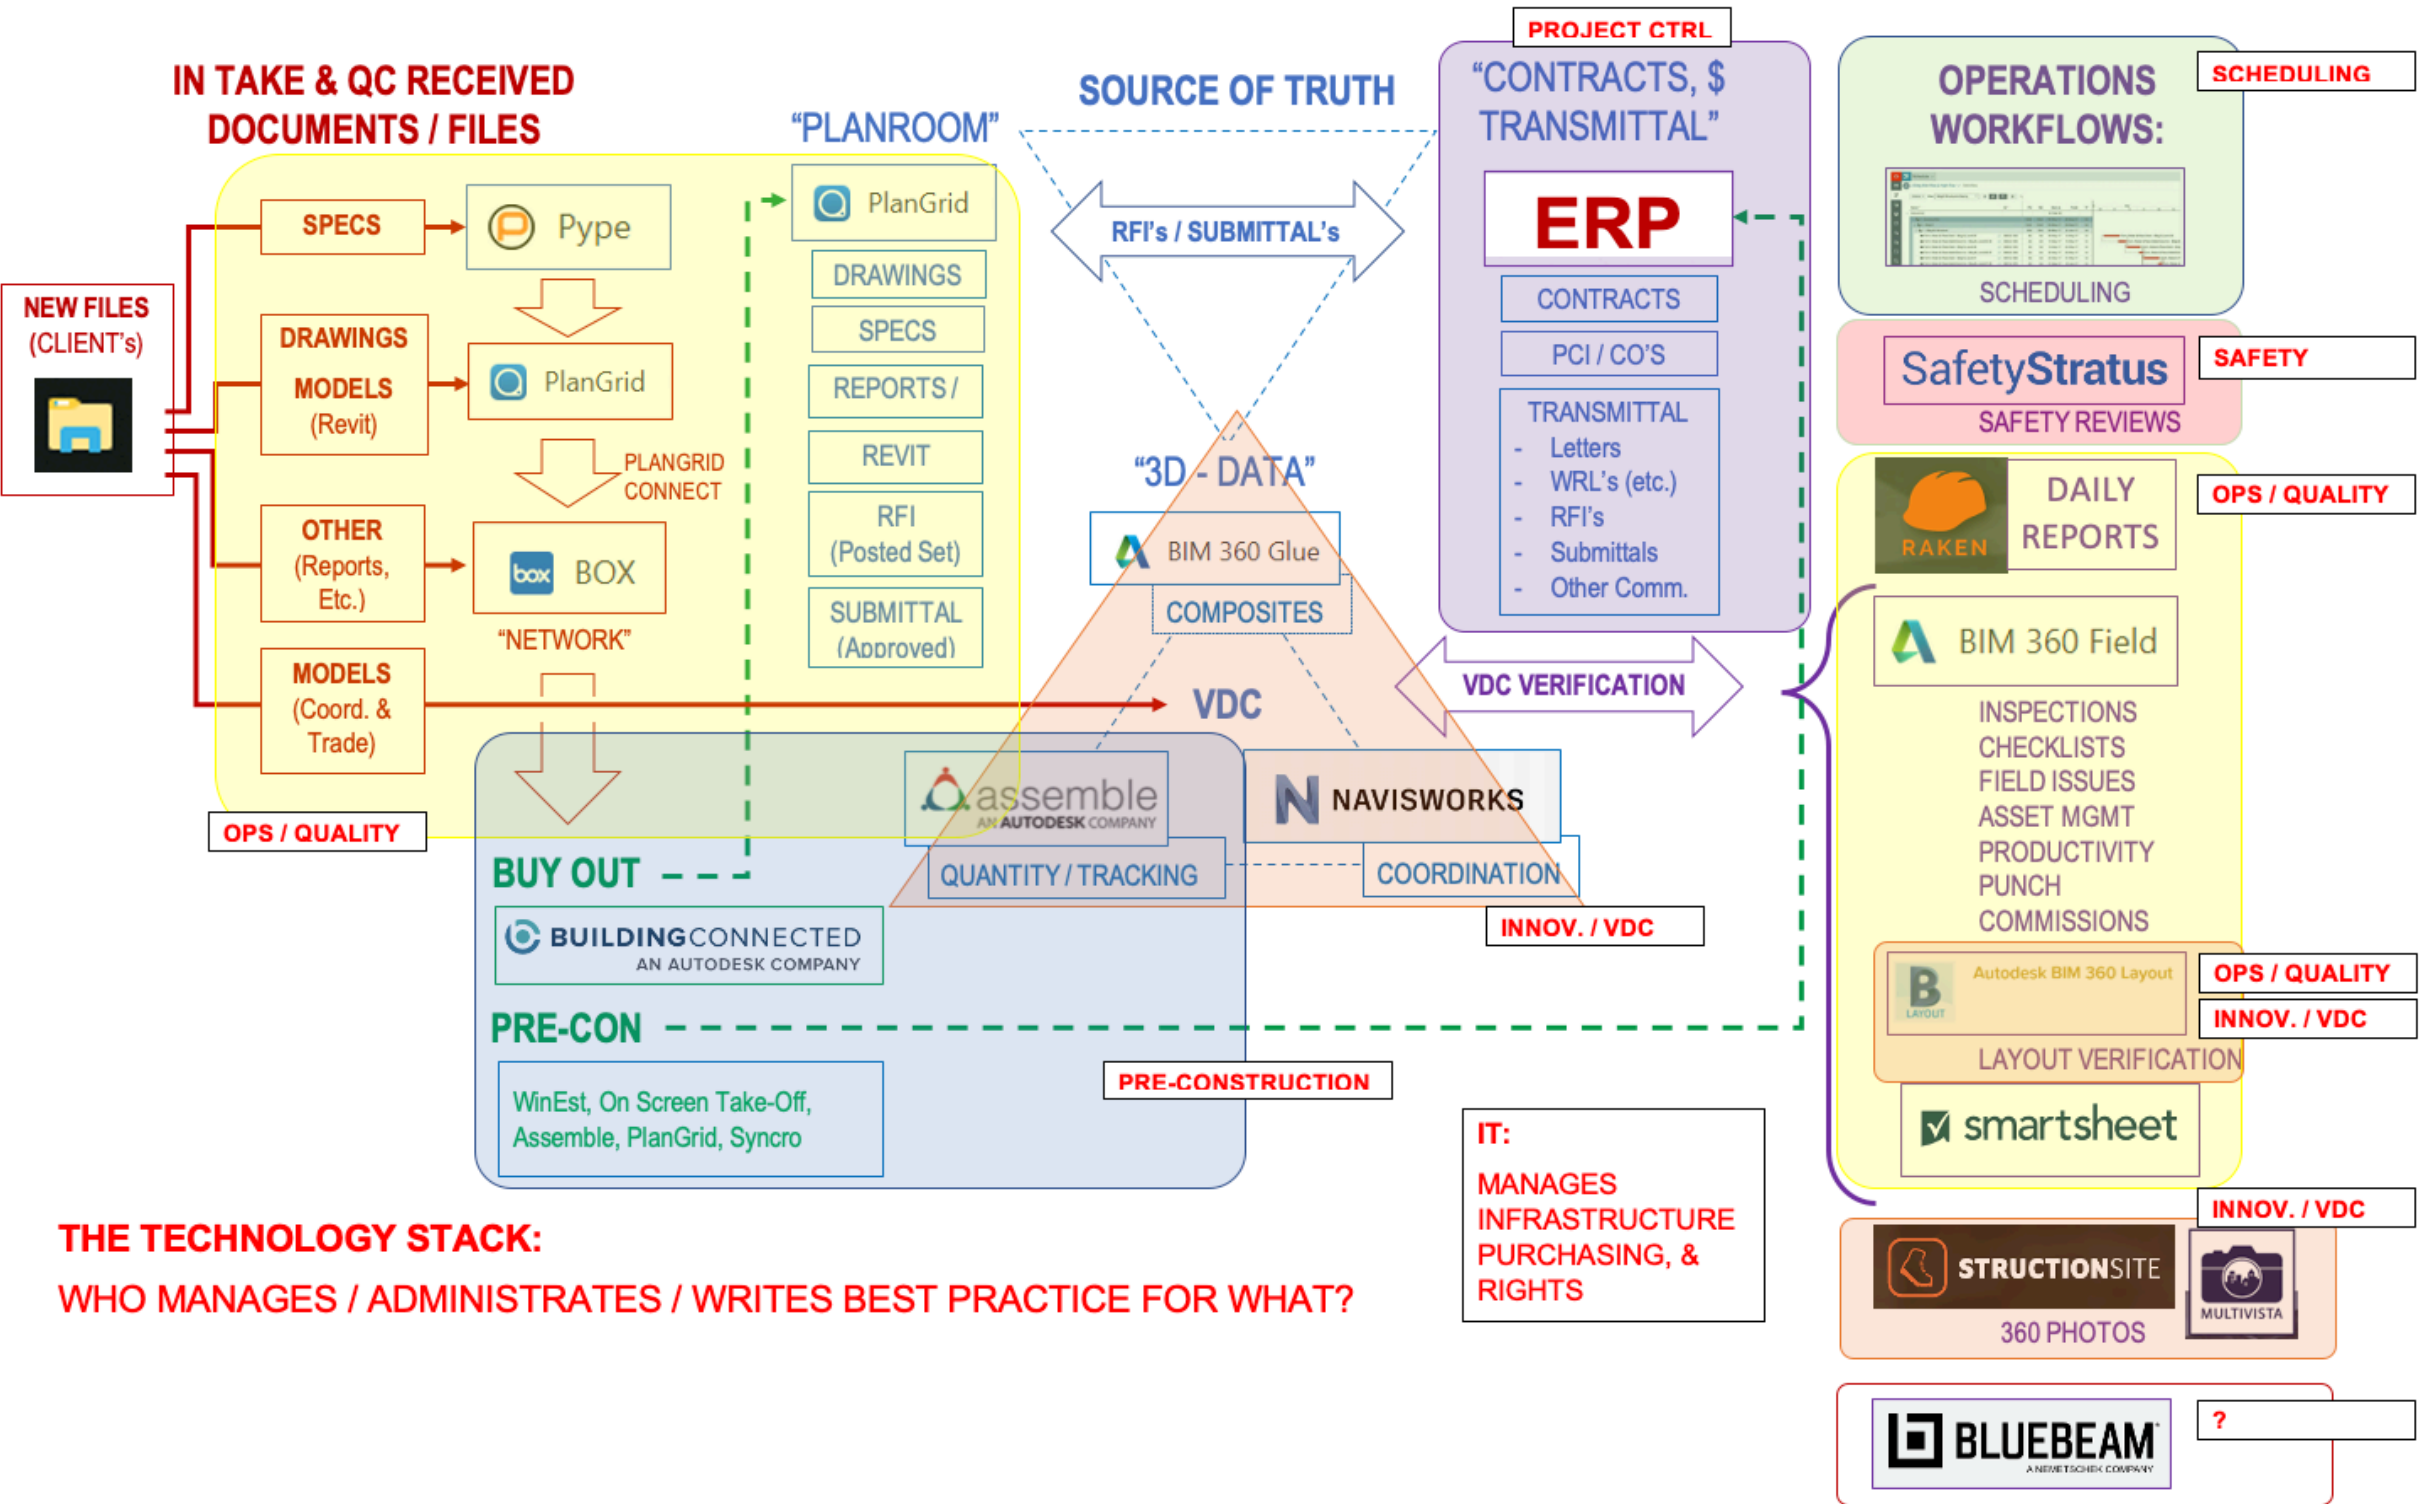 PROJECT CTRL
IN TAKE & QC RECEIVED
DOCUMENTS / FILES
"PLANROOM"
SOURCE OF TRUTH
"CONTRACTS, $
TRANSMITTAL"
OPERATIONS
WORKFLOWS:
SCHEDULING
SCHEDULING
NEW FILES
(CLIENT's)
SPECS
DRAWINGS
MODELS
(Revit)
OTHER
(Reports,
Etc.)
MODELS
(Coord. &
Trade)
Pype
PlanGrid
PLANGRID
CONNECT
box BOX
"NETWORK"
OPS / QUALITY
PlanGrid
DRAWINGS
SPECS
REPORTS /
REVIT
RFI
(Posted Set)
SUBMITTAL
(Approved)
RFI's / SUBMITTAL's
"3D - DATA"
BIM 360 Glue
COMPOSITES
VDC
assemble
AN AUTODESK COMPANY
QUANTITY / TRACKING
NAVISWORKS
COORDINATION
INNOV. / VDC
ERP
CONTRACTS
PCI / CO'S
TRANSMITTAL
- Letters
- WRL's (etc.)
- RFI's
- Submittals
- Other Comm.
VDC VERIFICATION
BUY OUT
BUILDINGCONNECTED
AN AUTODESK COMPANY
PRE-CON
WinEst, On Screen Take-Off,
Assemble, PlanGrid, Syncro
PRE-CONSTRUCTION
IT:
MANAGES
INFRASTRUCTURE
PURCHASING, &
RIGHTS
SafetyStratus
SAFETY REVIEWS
SAFETY
RAKEN
DAILY
REPORTS
OPS / QUALITY
BIM 360 Field
INSPECTIONS
CHECKLISTS
FIELD ISSUES
ASSET MGMT
PRODUCTIVITY
PUNCH
COMMISSIONS
B
LAYOUT
Autodesk BIM 360 Layout
LAYOUT VERIFICATION
OPS / QUALITY
INNOV. / VDC
smartsheet
INNOV. / VDC
STRUCTIONSITE
MULTIVISTA
360 PHOTOS
BLUEBEAM
A NEMETSCHEK COMPANY
?
THE TECHNOLOGY STACK:
WHO MANAGES / ADMINISTRATES / WRITES BEST PRACTICE FOR WHAT?